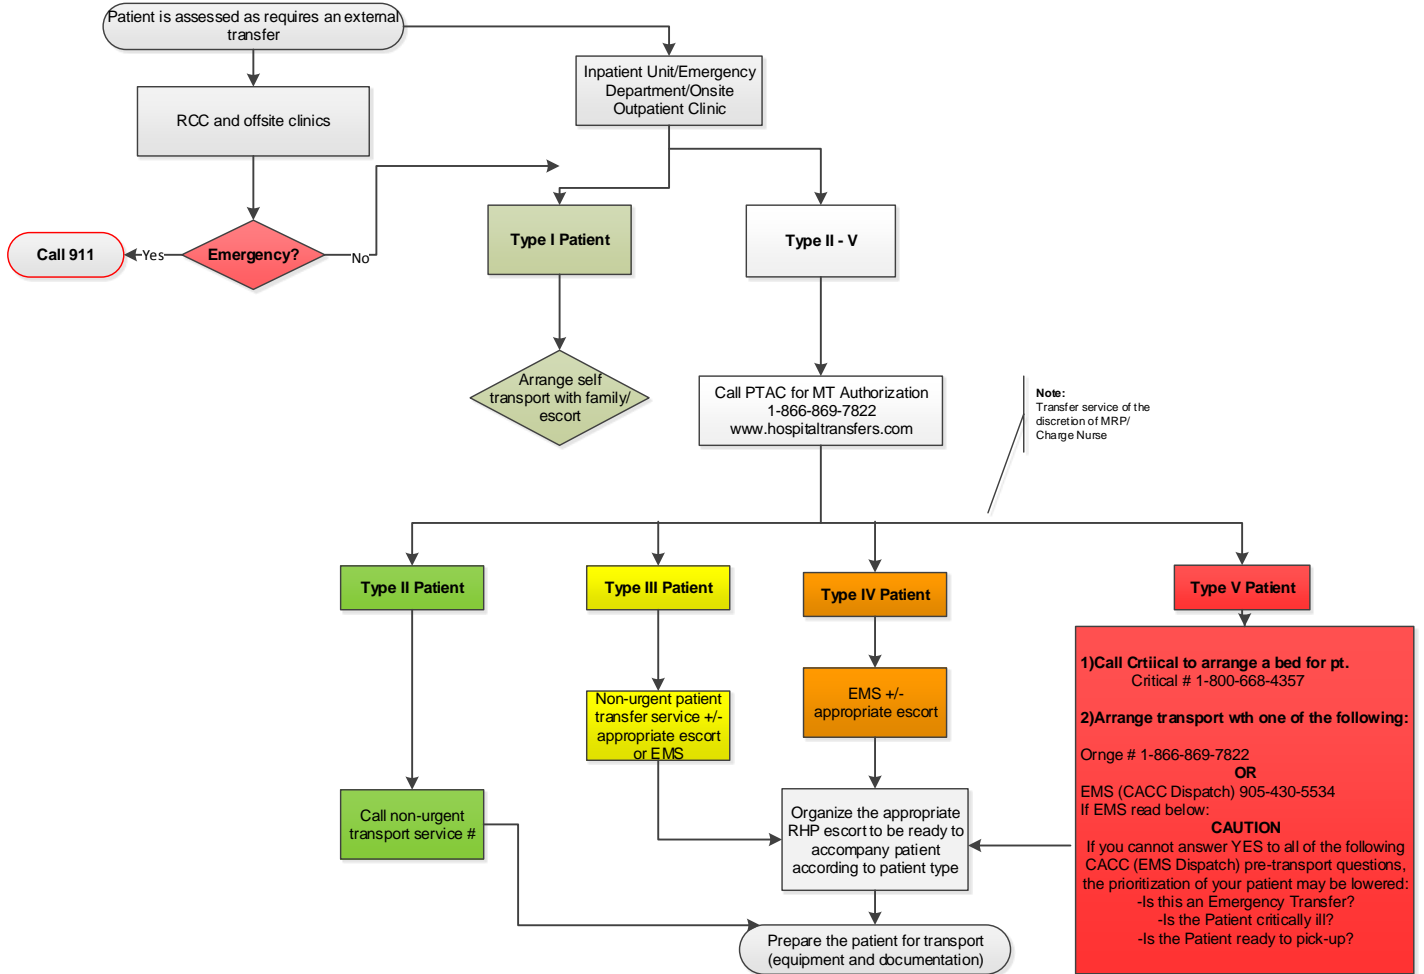 Patient is assessed as requires an external
transfer
Inpatient Unit/Emergency
Department/Onsite
Outpatient Clinic
RCC and offsite clinics
Call 911
Yes
Emergency?
No
Type I Patient
Type II - V
Arrange self
transport with family/
escort
Call PTAC for MT Authorization
1-866-869-7822
www.hospitaltransfers.com
Note:
Transfer service of the
discretion of MRP/
Charge Nurse
Type II Patient
Type III Patient
Type IV Patient
Type V Patient
Call non-urgent
transport service #
Non-urgent patient
transfer service +/-
appropriate escort
or EMS
EMS +/-
appropriate escort
1)Call Crtiical to arrange a bed for pt.
Critical # 1-800-668-4357
2)Arrange transport wth one of the following:
Ornge # 1-866-869-7822
OR
EMS (CACC Dispatch) 905-430-5534
If EMS read below:
CAUTION
If you cannot answer YES to all of the following
CACC (EMS Dispatch) pre-transport questions,
the prioritization of your patient may be lowered:
-Is this an Emergency Transfer?
-Is the Patient critically ill?
-Is the Patient ready to pick-up?
Organize the appropriate
RHP escort to be ready to
accompany patient
according to patient type
Prepare the patient for transport
(equipment and documentation)